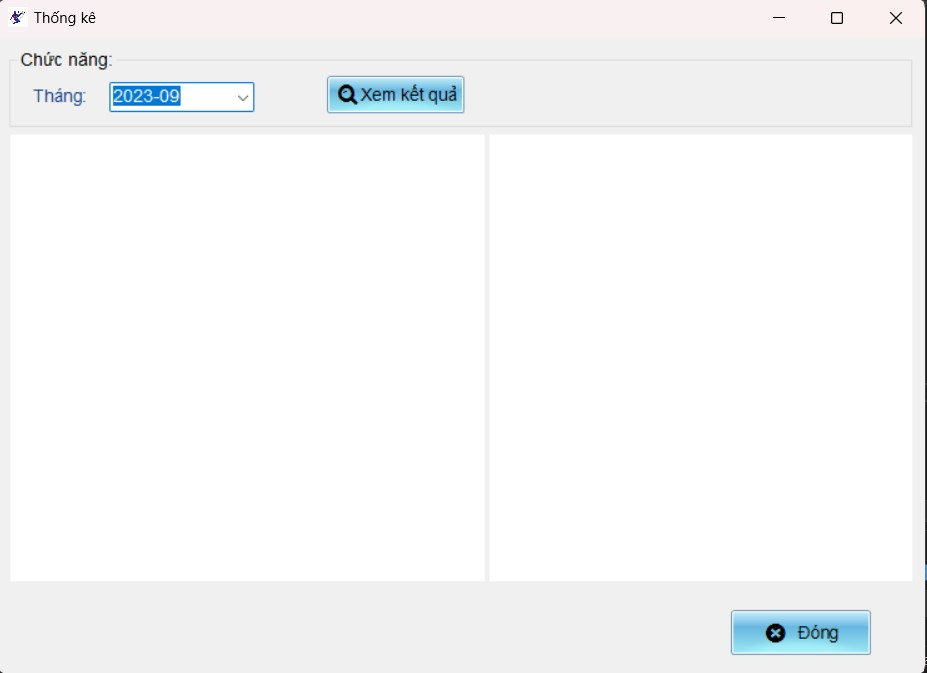 Thống kê
Chức năng:
Tháng: 2023-09 Xem kết quả
Đóng